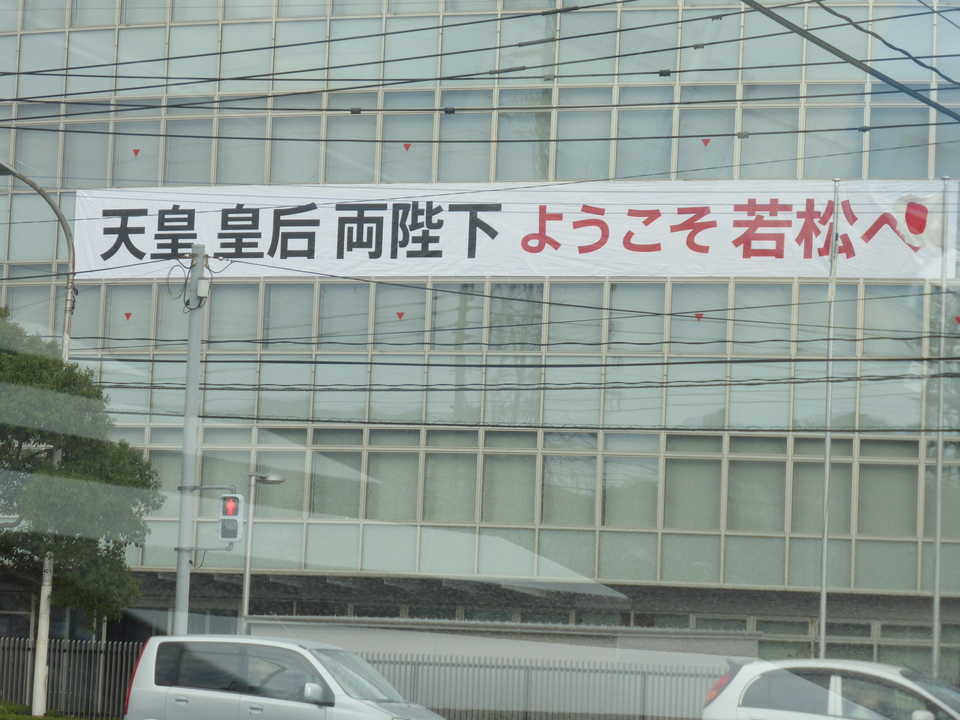 天皇 皇后 両陛下 ようこそ 若松へ